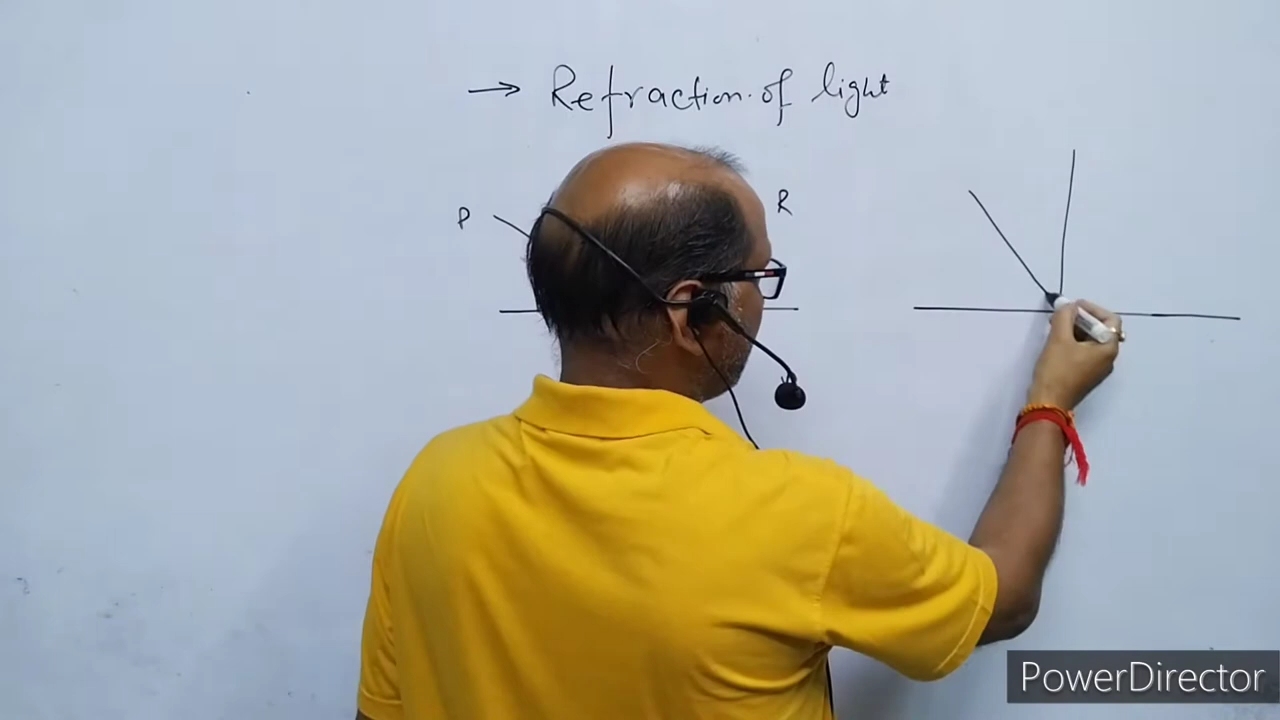 → Refraction of light
P R
PowerDirector